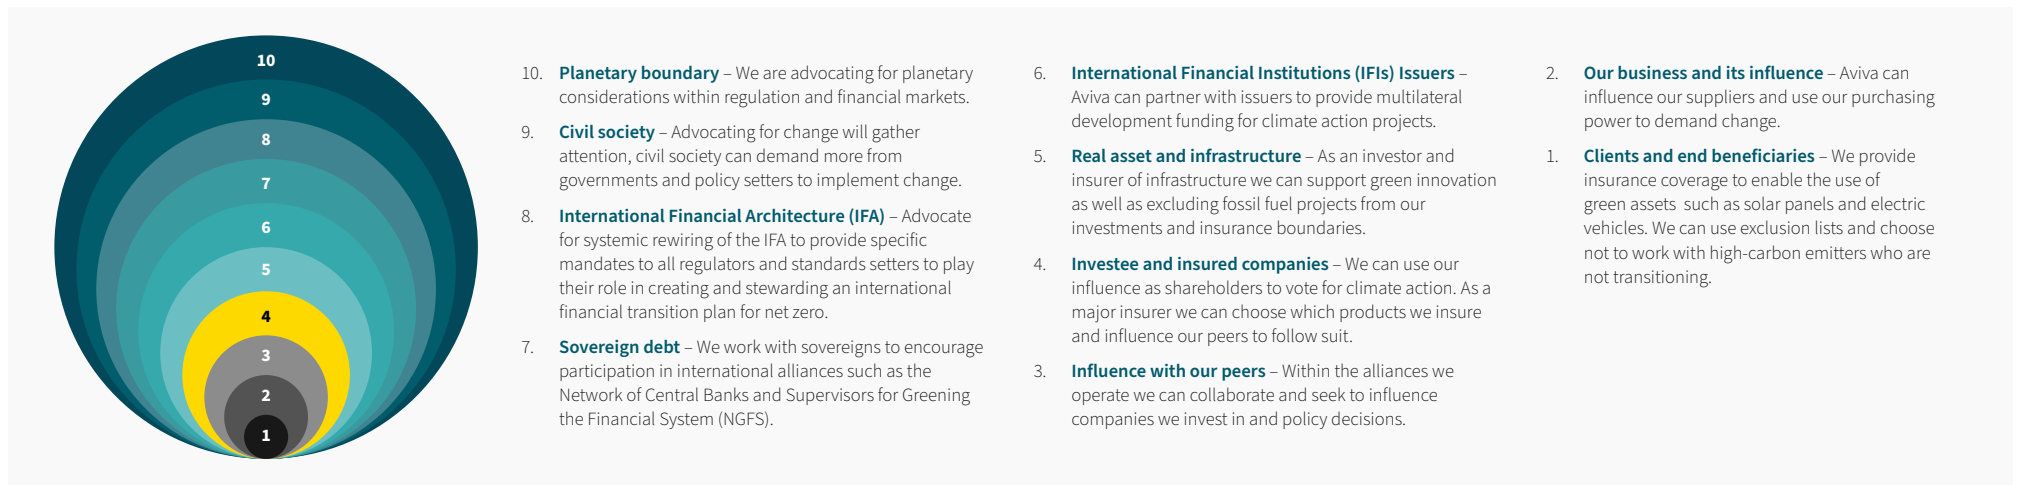 10
9
8
7
6
5
4
3
2
1
10. Planetary boundary – We are advocating for planetary
considerations within regulation and financial markets.
9. Civil society – Advocating for change will gather
attention, civil society can demand more from
governments and policy setters to implement change.
8. International Financial Architecture (IFA) – Advocate
for systemic rewiring of the IFA to provide specific
mandates to all regulators and standards setters to play
their role in creating and stewarding an international
financial transition plan for net zero.
7. Sovereign debt – We work with sovereigns to encourage
participation in international alliances such as the
Network of Central Banks and Supervisors for Greening
the Financial System (NGFS).
6. International Financial Institutions (IFIs) Issuers –
Aviva can partner with issuers to provide multilateral
development funding for climate action projects.
5. Real asset and infrastructure – As an investor and
insurer of infrastructure we can support green innovation
as well as excluding fossil fuel projects from our
investments and insurance boundaries.
4. Investee and insured companies – We can use our
influence as shareholders to vote for climate action. As a
major insurer we can choose which products we insure
and influence our peers to follow suit.
3. Influence with our peers – Within the alliances we
operate we can collaborate and seek to influence
companies we invest in and policy decisions.
2. Our business and its influence – Aviva can
influence our suppliers and use our purchasing
power to demand change.
1. Clients and end beneficiaries – We provide
insurance coverage to enable the use of
green assets such as solar panels and electric
vehicles. We can use exclusion lists and choose
not to work with high-carbon emitters who are
not transitioning.